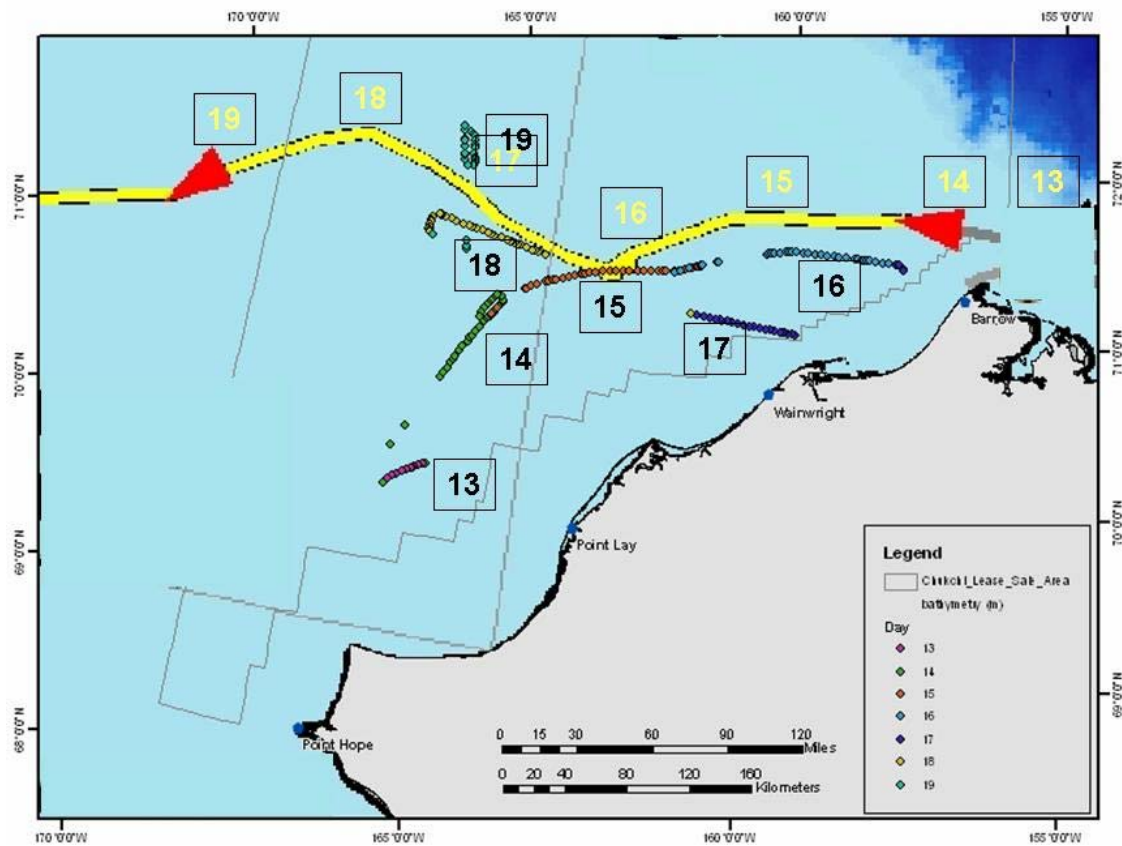 170°0'0"W 165°0'0"W 160°0'0"W 155°0'0"W
18
19
19
17
71°0'0"N
72°0'0"N
15
14
13
16
18
15
16
Barrow
14
17
70°0'0"N
71°0'0"N
Wainwright
13
Point Lay
69°0'0"N
70°0'0"N
Legend
Chukchi_Lease_Sale_Area
bathymetry (m)
Day
13
14
15
16
17
18
19
68°0'0"N
69°0'0"N
Point Hope
0 15 30 60 90 120
Miles
0 20 40 80 120 160
Kilometers
170°0'0"W 165°0'0"W 160°0'0"W 155°0'0"W